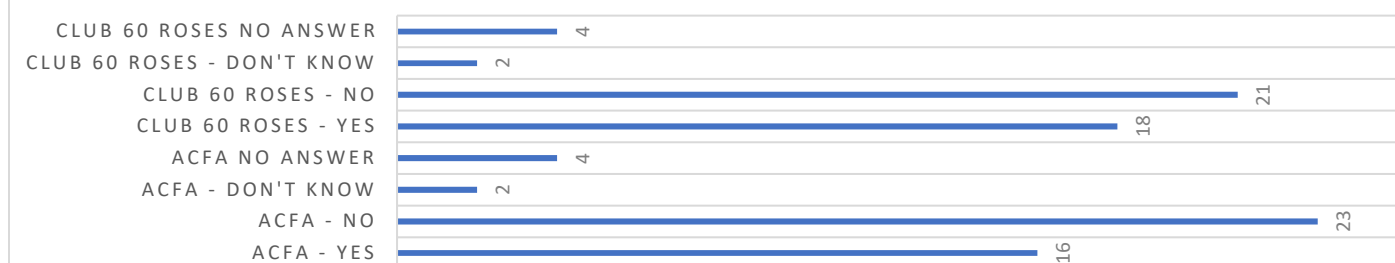 CLUB 60 ROSES NO ANSWER 4
CLUB 60 ROSES - DON'T KNOW 2
CLUB 60 ROSES - NO 21
CLUB 60 ROSES - YES 18
ACFA NO ANSWER 4
ACFA - DON'T KNOW 2
ACFA - NO 23
ACFA - YES 16